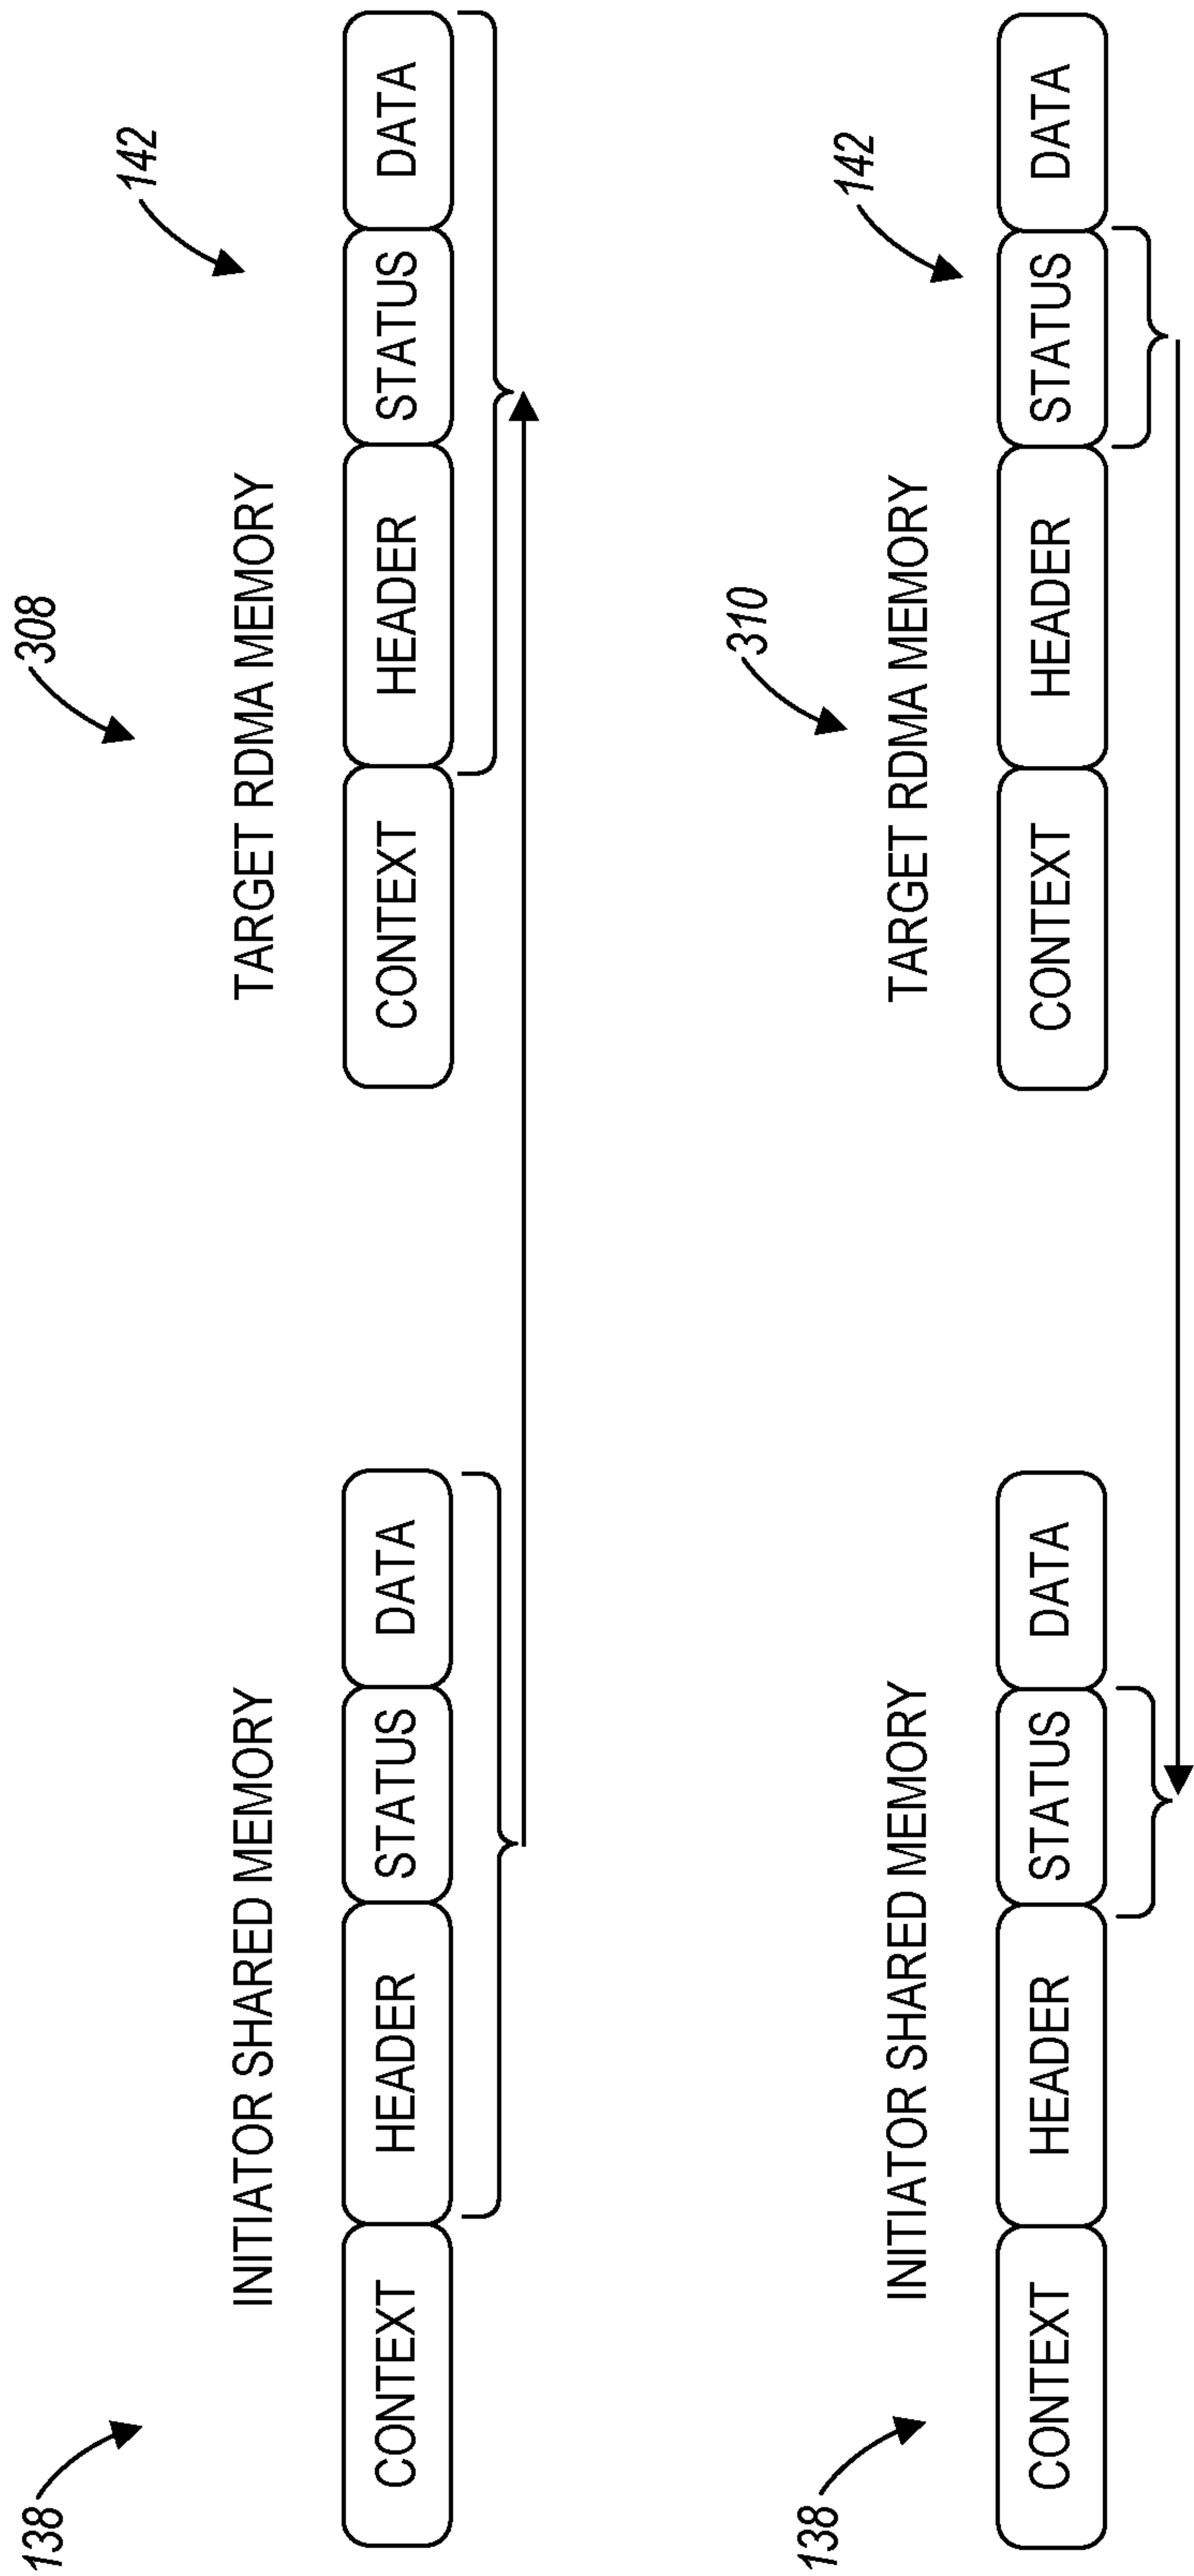 308
138
142
INITIATOR SHARED MEMORY
TARGET RDMA MEMORY
CONTEXT HEADER STATUS DATA
CONTEXT HEADER STATUS DATA
310
138
142
INITIATOR SHARED MEMORY
TARGET RDMA MEMORY
CONTEXT HEADER STATUS DATA
CONTEXT HEADER STATUS DATA